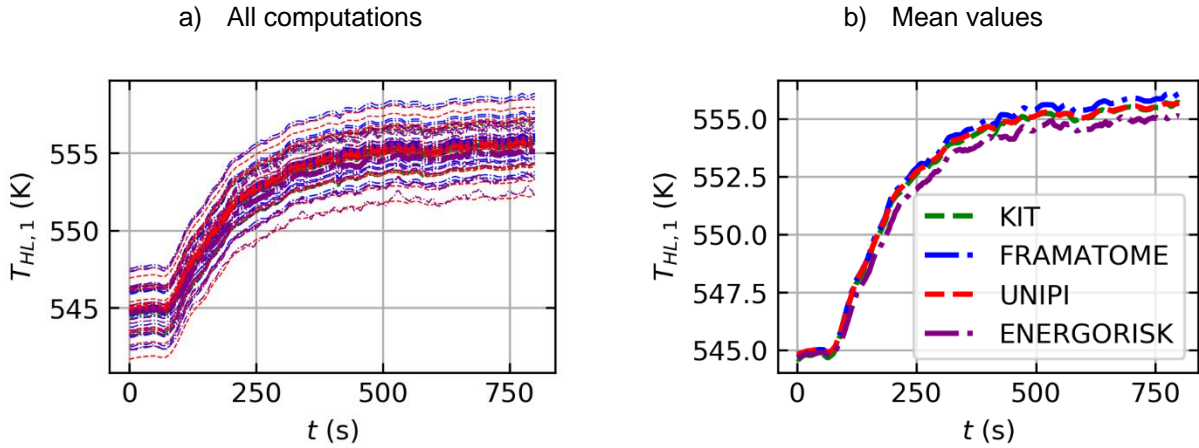 a) All computations
b) Mean values
T_{HL,1} (K)
555
550
545
0
250
500
750
t (s)
T_{HL,1} (K)
555.0
552.5
550.0
547.5
545.0
0
250
500
750
t (s)
KIT
FRAMATOME
UNIPI
ENERGORISK